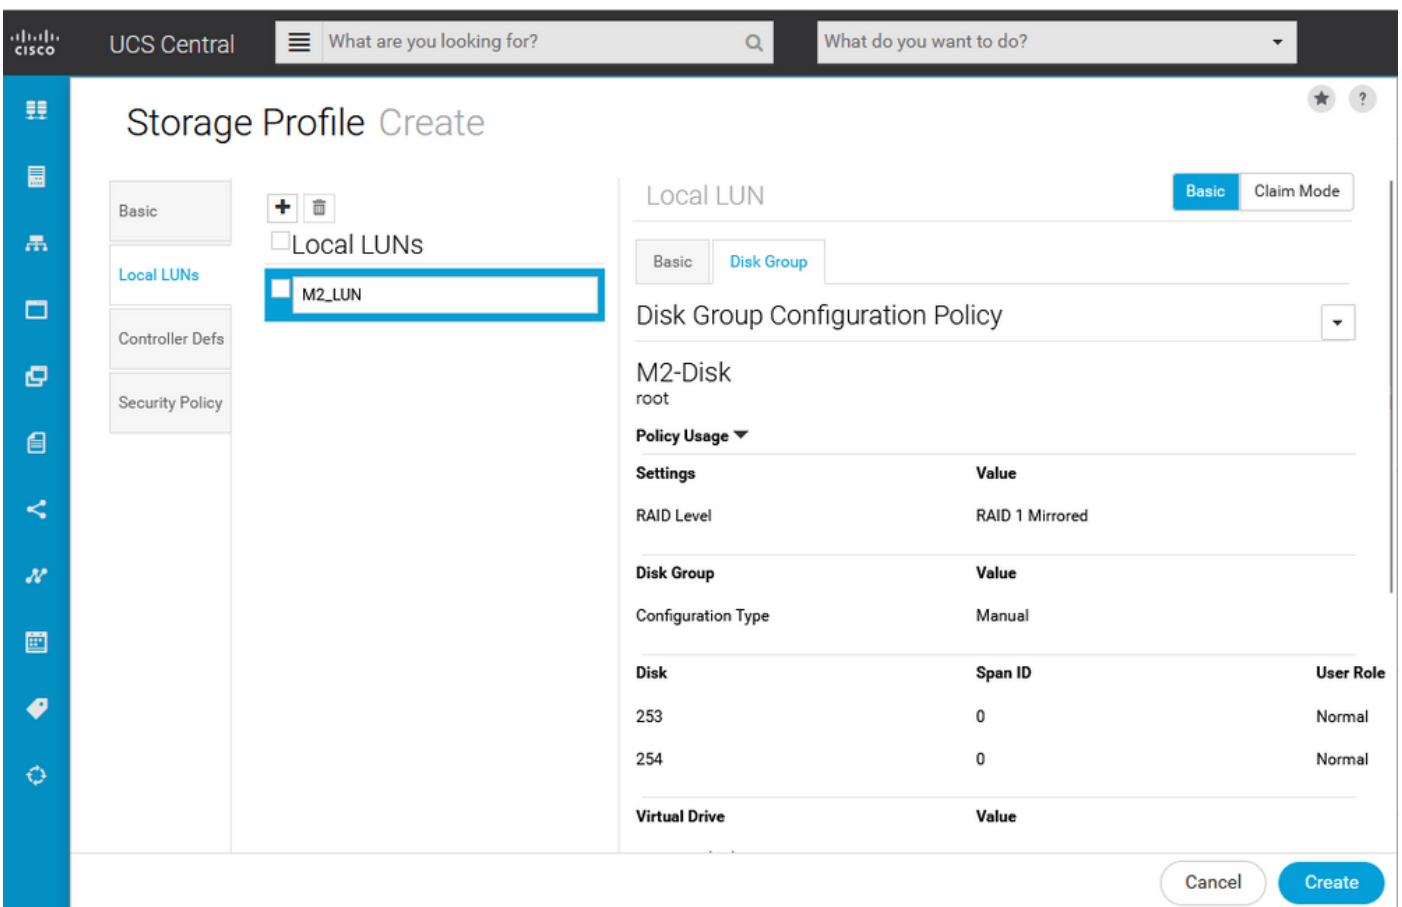 cisco
UCS Central
What are you looking for?
What do you want to do?
Storage Profile Create
?
Basic
Local LUNs
Controller Defs
Security Policy
Local LUNs
M2_LUN
Local LUN
Basic
Claim Mode
Basic
Disk Group
Disk Group Configuration Policy
M2-Disk
root
Policy Usage
Settings Value
RAID Level RAID 1 Mirrored
Disk Group Value
Configuration Type Manual
Disk Span ID User Role
253 0 Normal
254 0 Normal
Virtual Drive Value
Cancel
Create